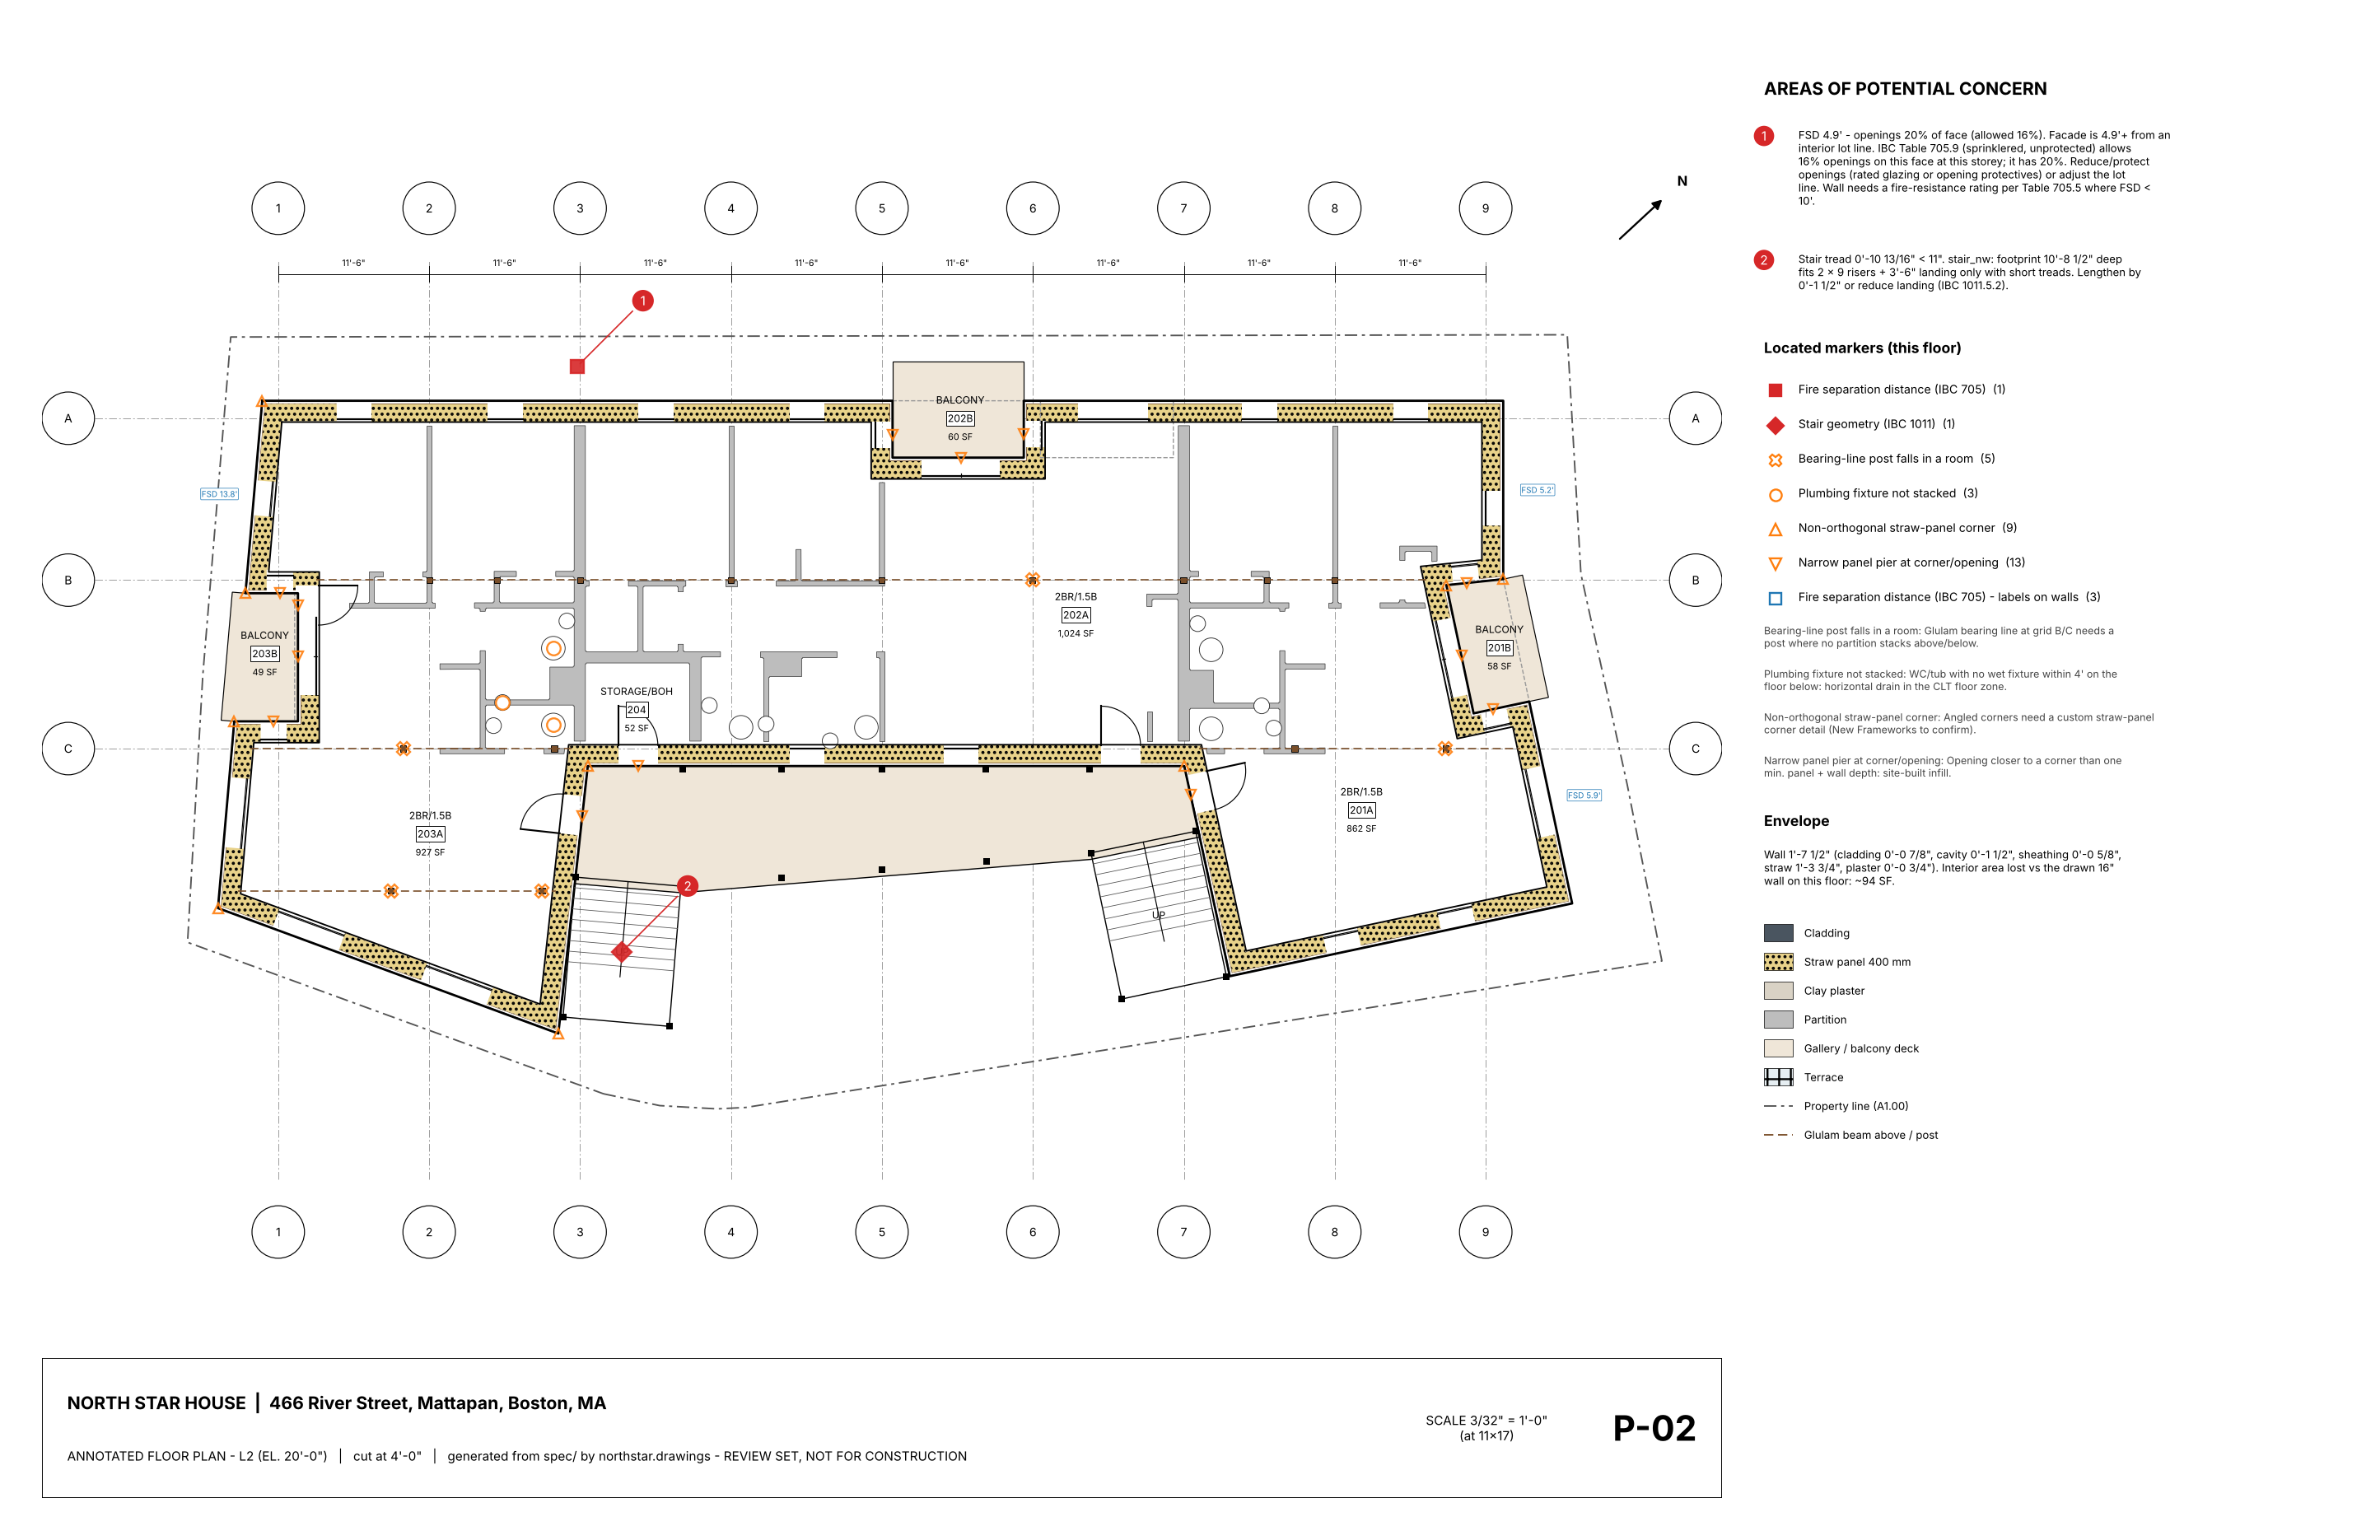 AREAS OF POTENTIAL CONCERN
1
FSD 4.9' - openings 20% of face (allowed 16%). Facade is 4.9'+ from an
interior lot line. IBC Table 705.9 (sprinklered, unprotected) allows
16% openings on this face at this storey; it has 20%. Reduce/protect
openings (rated glazing or opening protectives) or adjust the lot
line. Wall needs a fire-resistance rating per Table 705.5 where FSD <
10'.
2
Stair tread 0'-10 13/16" < 11". stair_nw: footprint 10'-8 1/2" deep
fits 2 × 9 risers + 3'-6" landing only with short treads. Lengthen by
0'-1 1/2" or reduce landing (IBC 1011.5.2).
Located markers (this floor)
Fire separation distance (IBC 705) (1)
Stair geometry (IBC 1011) (1)
Bearing-line post falls in a room (5)
Plumbing fixture not stacked (3)
Non-orthogonal straw-panel corner (9)
Narrow panel pier at corner/opening (13)
Fire separation distance (IBC 705) - labels on walls (3)
Bearing-line post falls in a room: Glulam bearing line at grid B/C needs a
post where no partition stacks above/below.
Plumbing fixture not stacked: WC/tub with no wet fixture within 4' on the
floor below: horizontal drain in the CLT floor zone.
Non-orthogonal straw-panel corner: Angled corners need a custom straw-panel
corner detail (New Frameworks to confirm).
Narrow panel pier at corner/opening: Opening closer to a corner than one
min. panel + wall depth: site-built infill.
Envelope
Wall 1'-7 1/2" (cladding 0'-0 7/8", cavity 0'-1 1/2", sheathing 0'-0 5/8",
straw 1'-3 3/4", plaster 0'-0 3/4"). Interior area lost vs the drawn 16"
wall on this floor: ~94 SF.
Cladding
Straw panel 400 mm
Clay plaster
Partition
Gallery / balcony deck
Terrace
Property line (A1.00)
Glulam beam above / post
N
1 2 3 4 5 6 7 8 9
11'-6" 11'-6" 11'-6" 11'-6" 11'-6" 11'-6" 11'-6" 11'-6"
1
A A
BALCONY
202B
60 SF
FSD 13.8'
FSD 5.2'
B B
2BR/1.5B
202A
1,024 SF
BALCONY
203B
49 SF
BALCONY
201B
58 SF
STORAGE/BOH
204
52 SF
C C
FSD 5.9'
2BR/1.5B
201A
862 SF
2BR/1.5B
203A
927 SF
2
UP
1 2 3 4 5 6 7 8 9
NORTH STAR HOUSE | 466 River Street, Mattapan, Boston, MA
ANNOTATED FLOOR PLAN - L2 (EL. 20'-0") | cut at 4'-0" | generated from spec/ by northstar.drawings - REVIEW SET, NOT FOR CONSTRUCTION
SCALE 3/32" = 1'-0"
(at 11×17)
P-02